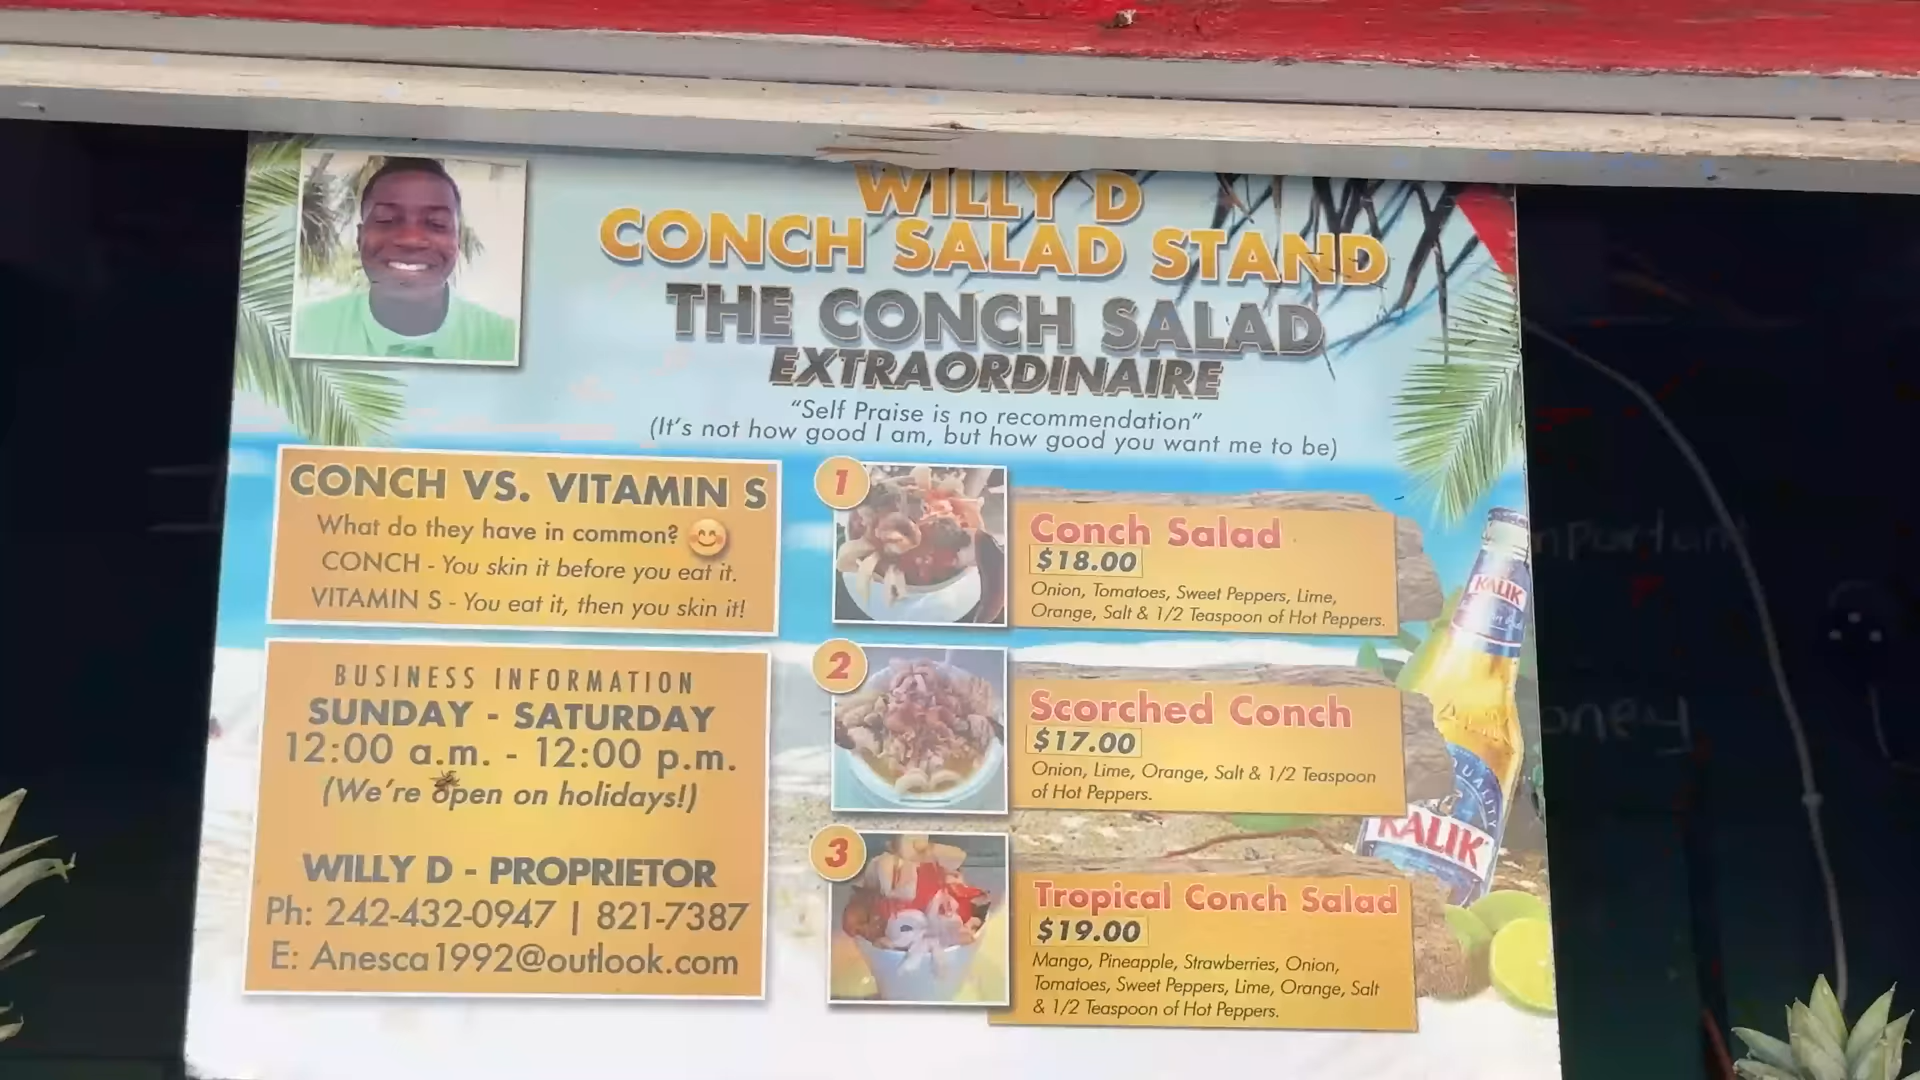 WILLY D
CONCH SALAD STAND
THE CONCH SALAD
EXTRAORDINAIRE
"Self Praise is no recommendation"
(It's not how good I am, but how good you want me to be)
CONCH VS. VITAMIN S
What do they have in common?
CONCH - You skin it before you eat it.
VITAMIN S - You eat it, then you skin it!
BUSINESS INFORMATION
SUNDAY - SATURDAY
12:00 a.m. - 12:00 p.m.
(We're open on holidays!)
WILLY D - PROPRIETOR
Ph: 242-432-0947 | 821-7387
E: Anesca1992@outlook.com
1
Conch Salad
$18.00
Onion, Tomatoes, Sweet Peppers, Lime,
Orange, Salt & 1/2 Teaspoon of Hot Peppers.
2
Scorched Conch
$17.00
Onion, Lime, Orange, Salt & 1/2 Teaspoon
of Hot Peppers.
3
Tropical Conch Salad
$19.00
Mango, Pineapple, Strawberries, Onion,
Tomatoes, Sweet Peppers, Lime, Orange, Salt
& 1/2 Teaspoon of Hot Peppers.
KALIK
KALIK